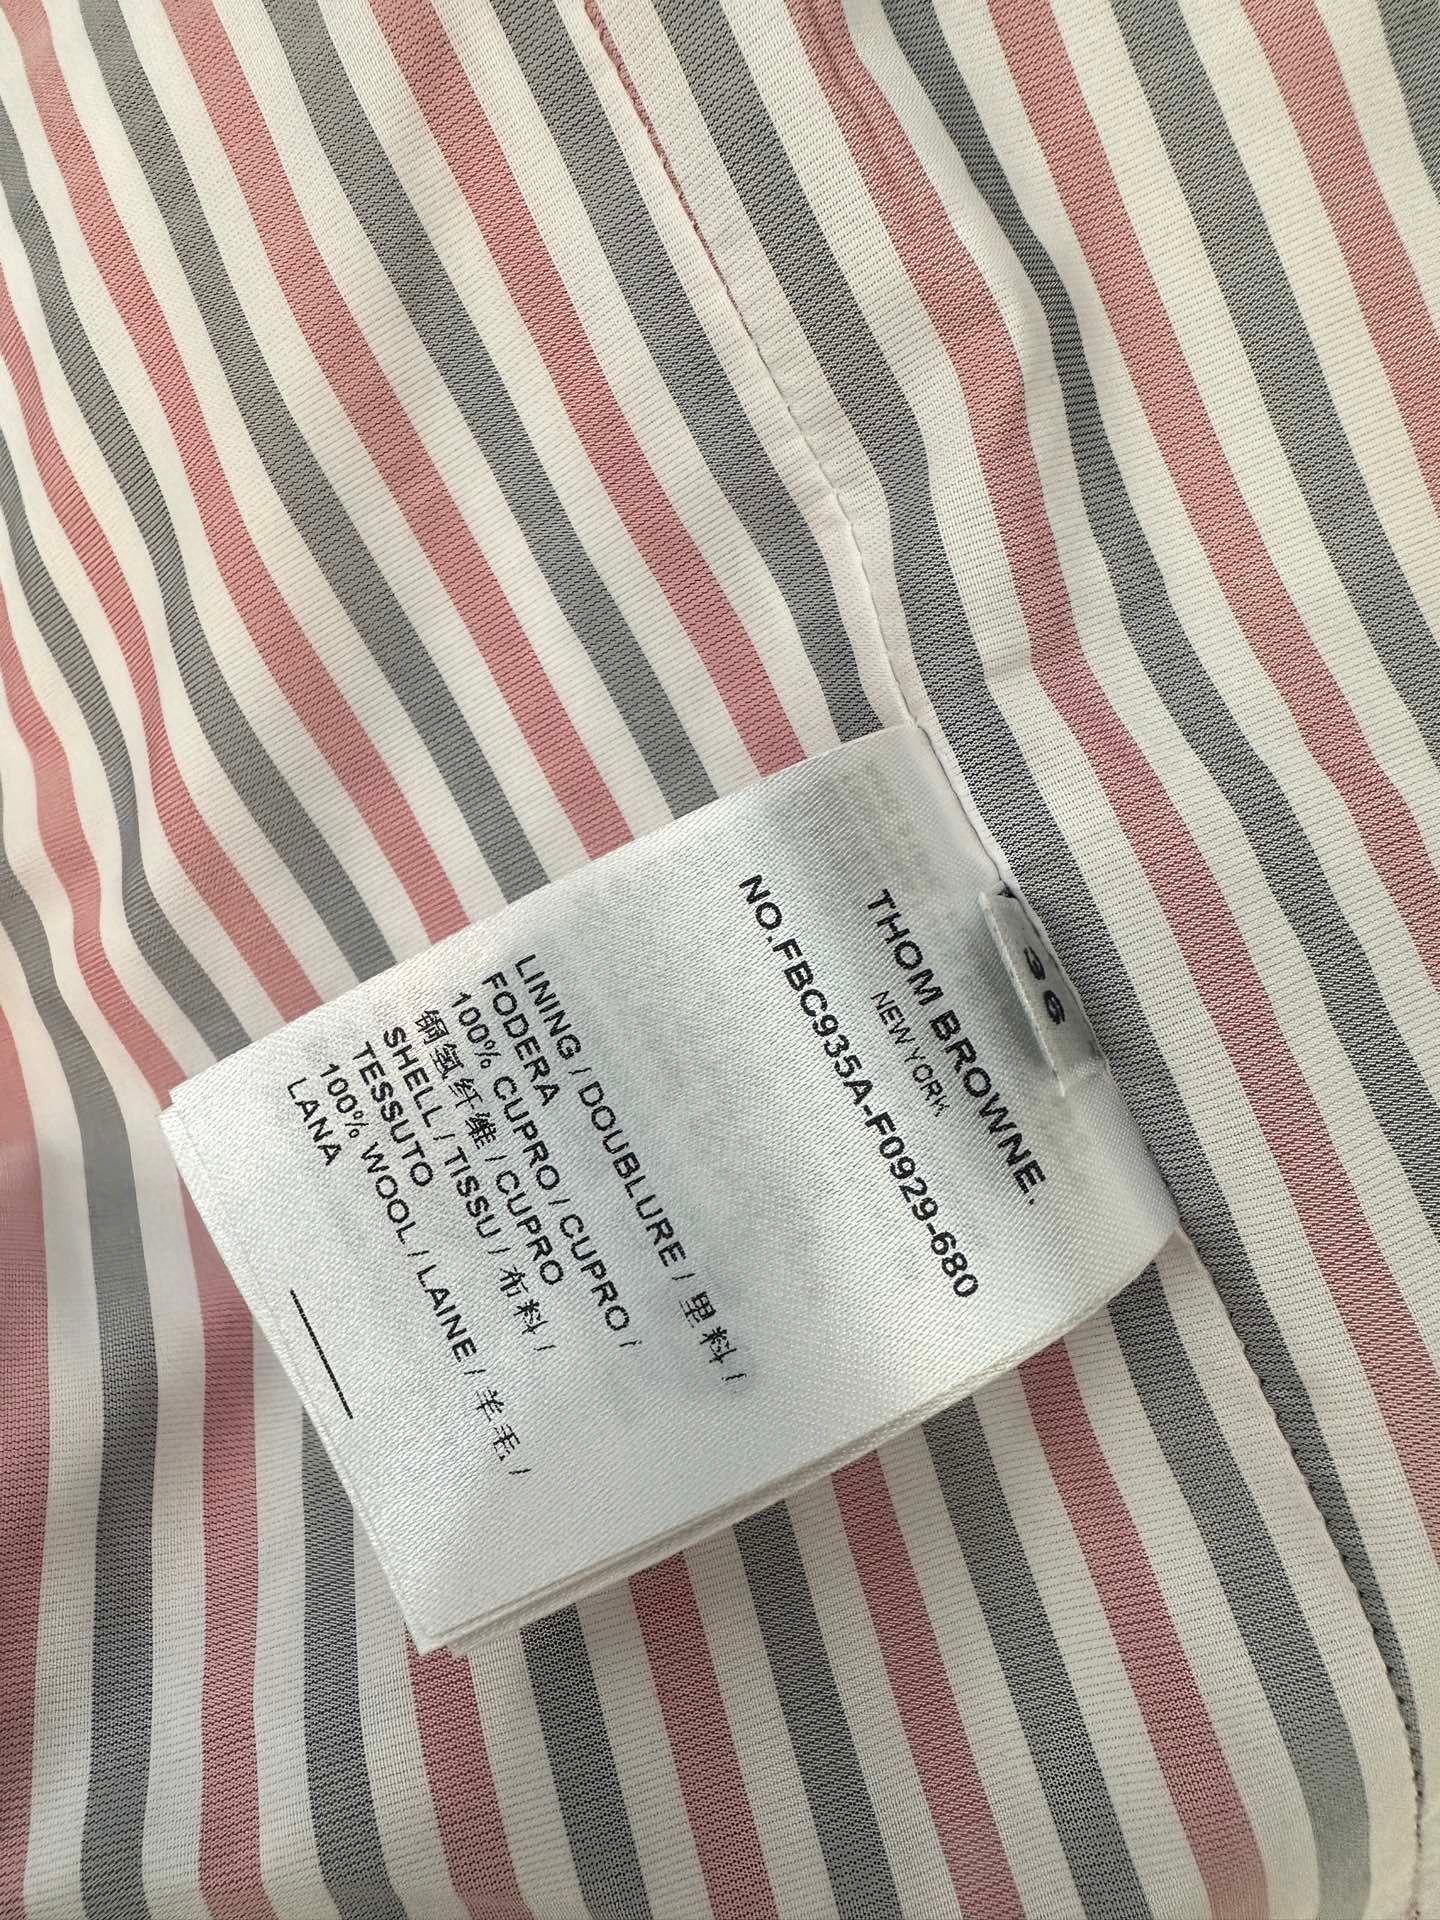 36
THOM BROWNE.
NEW YORK
NO.FBC935A-F0929-680
LINING / DOUBLURE / 里料 /
FODERA
100% CUPRO / CUPRO /
铜氨纤维 / CUPRO
SHELL / TISSU / 布料 /
TESSUTO
100% WOOL / LAINE / 羊毛 /
LANA